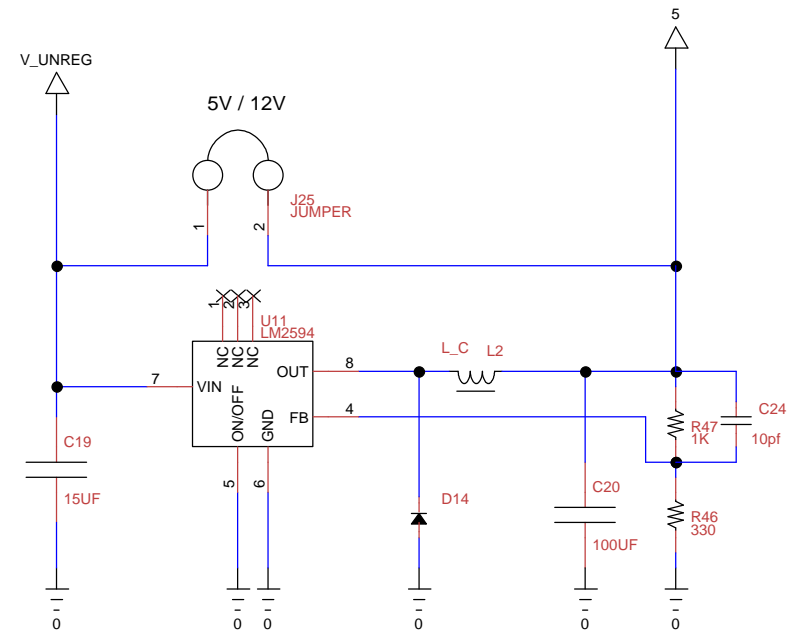 5
V_UNREG
5V / 12V
J25
JUMPER
1
2
1
2
3
U11
LM2594
NC
NC
NC
OUT
8
L_C
L2
7
VIN
ON/OFF
GND
FB
4
C24
R47
1K
10pf
C19
15UF
5
6
D14
C20
100UF
R46
330
0
0
0
0
0
0